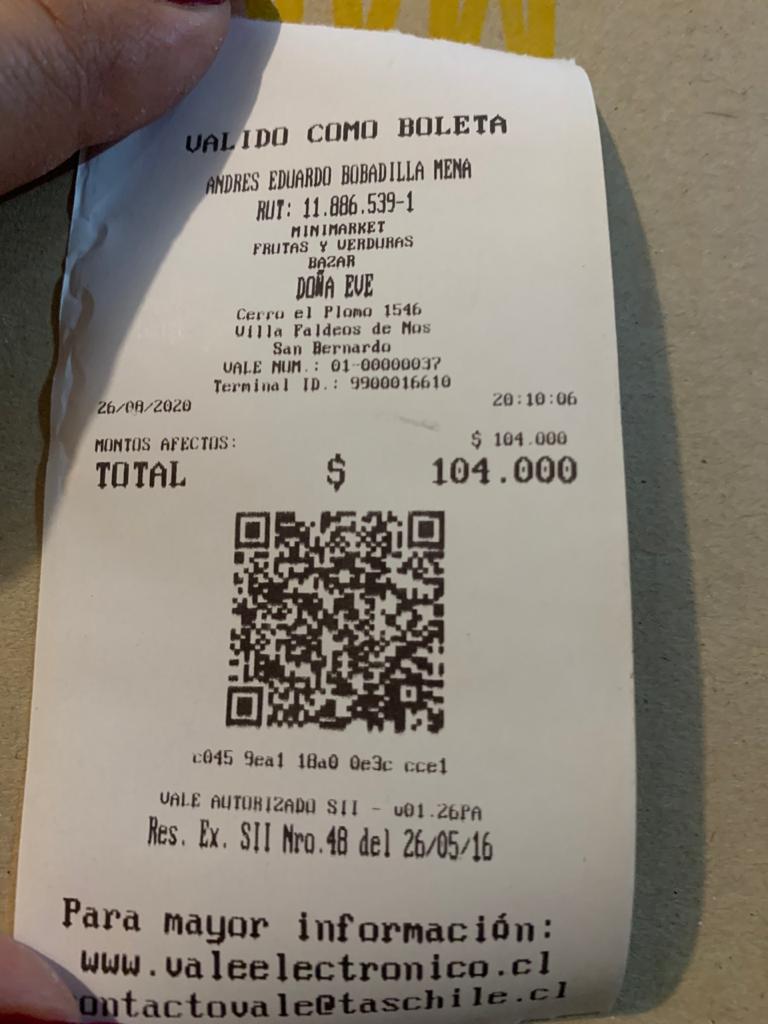 VALIDO COMO BOLETA
ANDRES EDUARDO BOBADILLA MENA
RUT: 11.886.539-1
MINIMARKET
FRUTAS Y VERDURAS
BAZAR
DOÑA EVE
Cerro el Plomo 1546
Villa Faldeos de Nos
San Bernardo
VALE NUM.: 01-00000037
Terminal ID.: 9900016610
26/08/2020 20:10:06
MONTOS AFECTOS: $ 104.000
TOTAL $ 104.000
c045 9ea1 18a0 0e3c cce1
VALE AUTORIZADO SII - v01.26PA
Res. Ex. SII Nro.48 del 26/05/16
Para mayor información:
www.valeelectronico.cl
ontactovale@taschile.cl